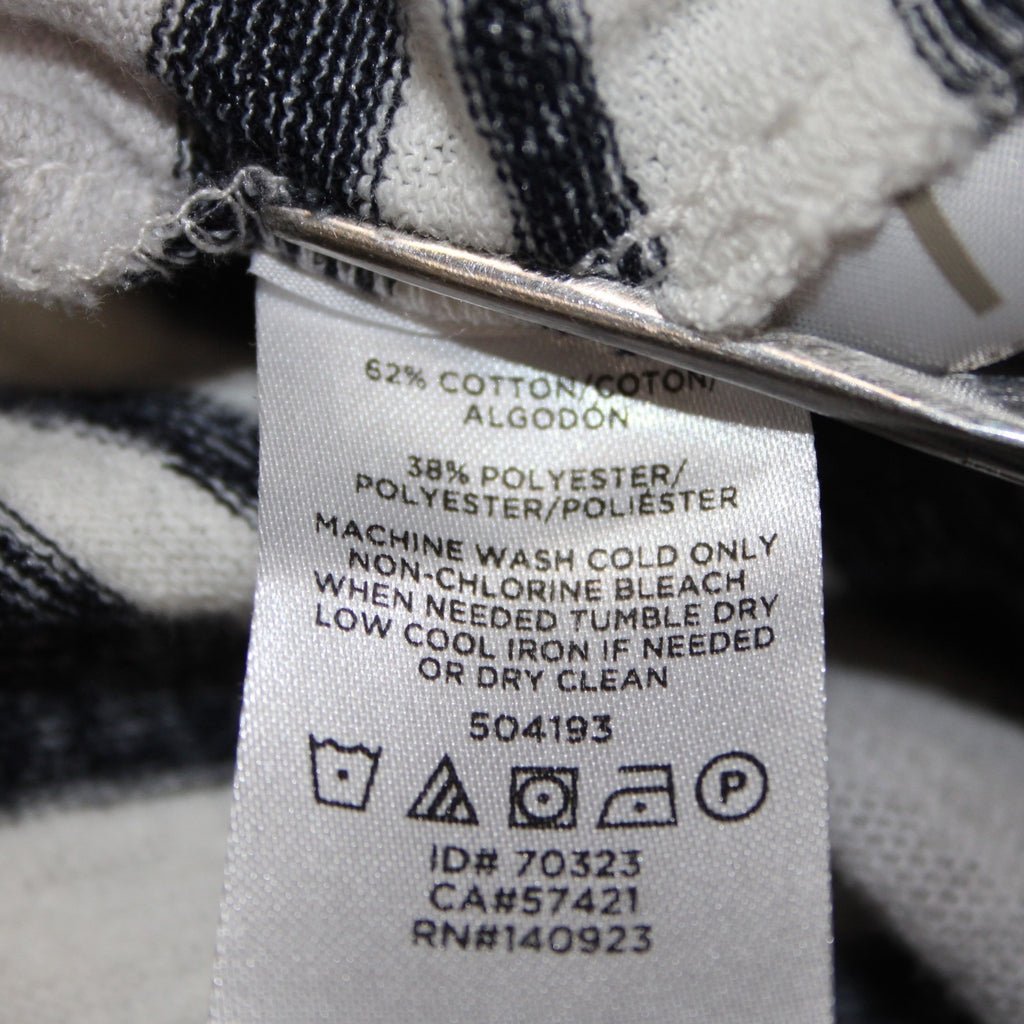 62% COTTON/COTON/
ALGODÓN
38% POLYESTER/
POLYESTER/POLIÉSTER
MACHINE WASH COLD ONLY
NON-CHLORINE BLEACH
WHEN NEEDED TUMBLE DRY
LOW COOL IRON IF NEEDED
OR DRY CLEAN
504193
P
ID# 70323
CA#57421
RN#140923